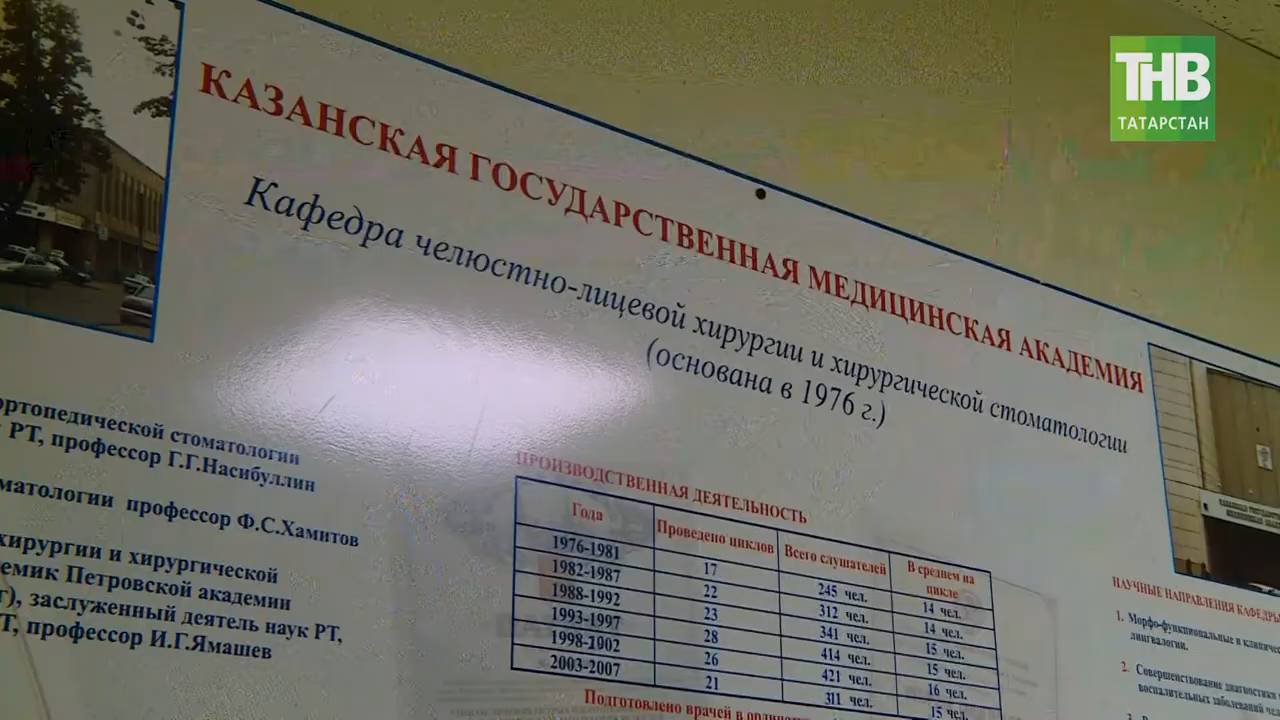 ТНВ
ТАТАРСТАН
КАЗАНСКАЯ ГОСУДАРСТВЕННАЯ МЕДИЦИНСКАЯ АКАДЕМИЯ
Кафедра челюстно-лицевой хирургии и хирургической стоматологии
(основана в 1976 г.)
ортопедической стоматологии
РТ, профессор Г.Г.Насибуллин
профессор Ф.С.Хамитов
хирургии и хирургической
Петровской академии
заслуженный деятель наук РТ,
профессор И.Г.Ямашев
ПРОИЗВОДСТВЕННАЯ ДЕЯТЕЛЬНОСТЬ
Года Проведено циклов Всего слушателей В среднем на цикле
1976-1981 17 245 чел. 14 чел.
1982-1987 22 312 чел. 14 чел.
1988-1992 23 341 чел. 15 чел.
1993-1997 28 414 чел. 15 чел.
1998-2002 26 421 чел. 16 чел.
2003-2007 21 311 чел. 15 чел.
Подготовлено врачей в
НАУЧНЫЕ НАПРАВЛЕНИЯ КАФЕДРЫ
1. Морфо-функциональные и
лингвалогии.
2. Совершенствование диагностики
воспалительных заболеваний
3.